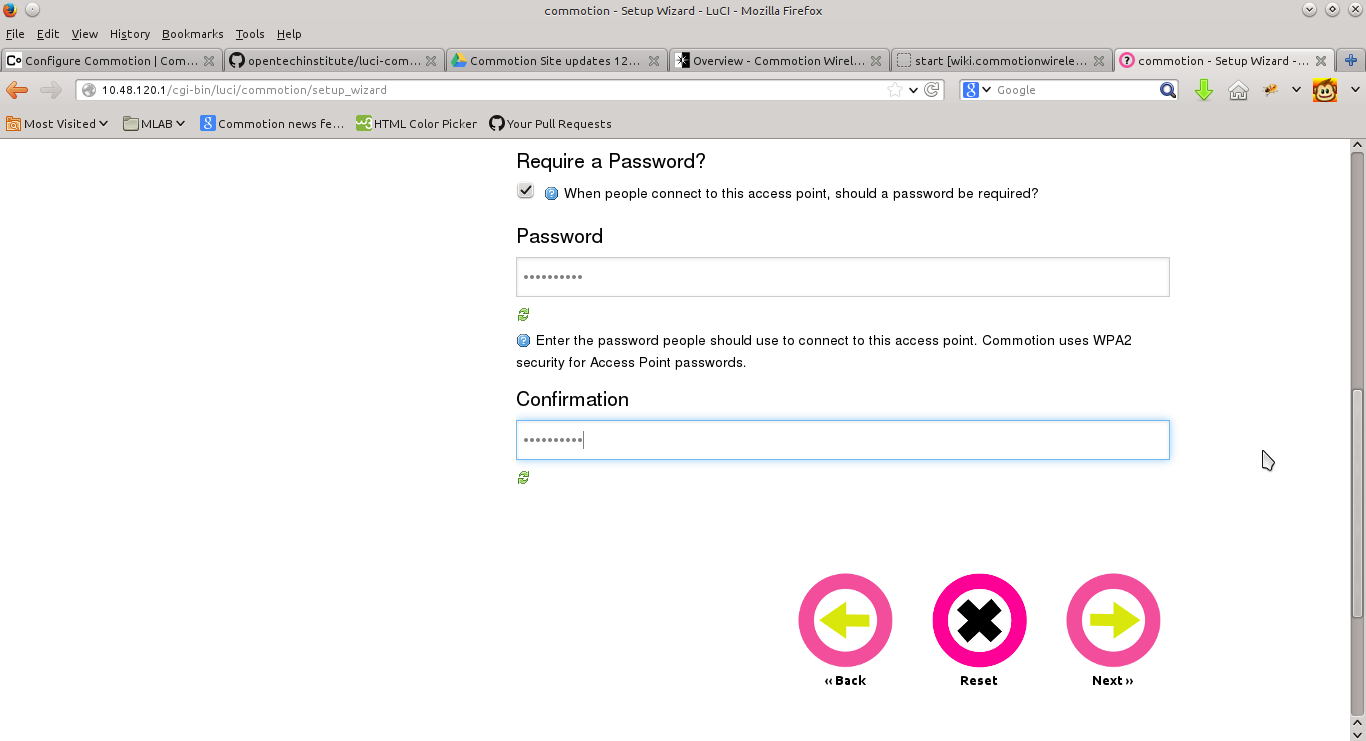 commotion - Setup Wizard - LuCI - Mozilla Firefox
File Edit View History Bookmarks Tools Help
Configure Commotion | Com... opentechinstitute/luci-com... Commotion Site updates 12... Overview - Commotion Wirel... start [wiki.commotionwirele... commotion - Setup Wizard - ...
10.48.120.1/cgi-bin/luci/commotion/setup_wizard Google
Most Visited MLAB Commotion news fe... HTML Color Picker Your Pull Requests
Require a Password?
When people connect to this access point, should a password be required?
Password
••••••••••
Enter the password people should use to connect to this access point. Commotion uses WPA2
security for Access Point passwords.
Confirmation
••••••••••
‹‹ Back Reset Next ››